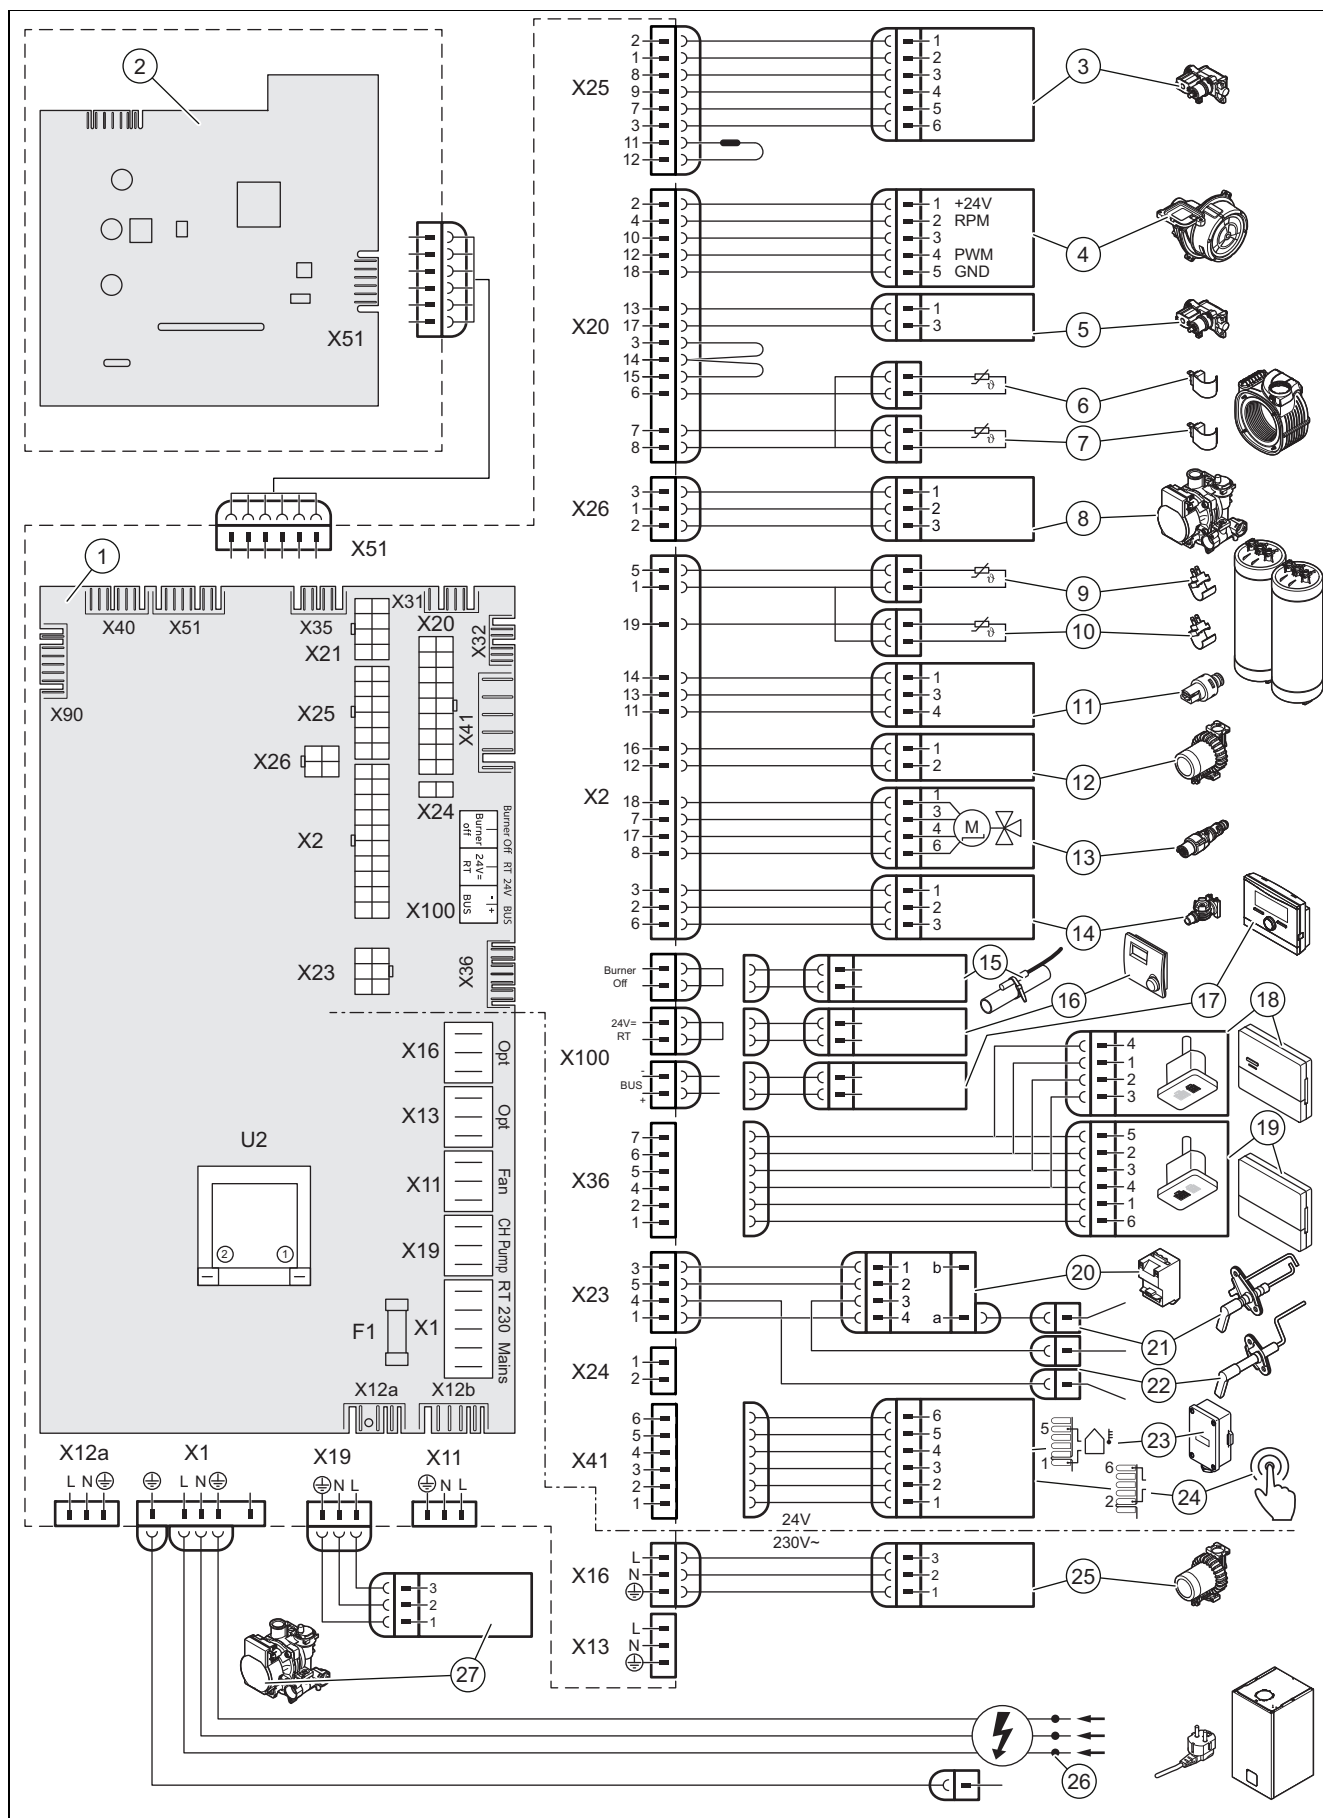 2
X51
X51
1
X40
X51
X35
X31
X21
X20
X32
X90
X25
X41
X26
X24
X2
Burner off
24V= RT
BUS - +
Burner Off RT 24V BUS
X100
X23
X36
X16 Opt
X13 Opt
U2
X11 Fan
2 1
X19 CH Pump
F1 X1 RT 230 Mains
X12a X12b
X12a
L N
X1
L N
X19
N L
X11
N L
3
2
1
27
X25
2 1
1 2
8 3
9 4
7 5
3 6
11
12
3
X20
2 1 +24V
4 2 RPM
10 3
12 4 PWM
18 5 GND
4
13 1
17 3
5
3
14
15
6
ϑ
6
7
8
ϑ
7
X26
3 1
1 2
2 3
8
X2
5
1
ϑ
9
19
ϑ
10
14 1
13 3
11 4
11
16 1
12 2
12
18 1
7 3
17 4
8 6
M
13
3 1
2 2
6 3
14
X100
Burner
Off
15
24V=
RT
16
-
BUS
+
17
18
4
1
2
3
X36
7
6
5
4
2
1
19
5
2
3
4
1
6
X23
3 1 b
5 2
4 3
1 4 a
20
21
X24
1
2
22
X41
6 6
5 5
4 4
3 3
2 2
1 1
5
1
23
6
2
24
24V
230V~
X16
L 3
N 2
1
25
X13
L
N
26